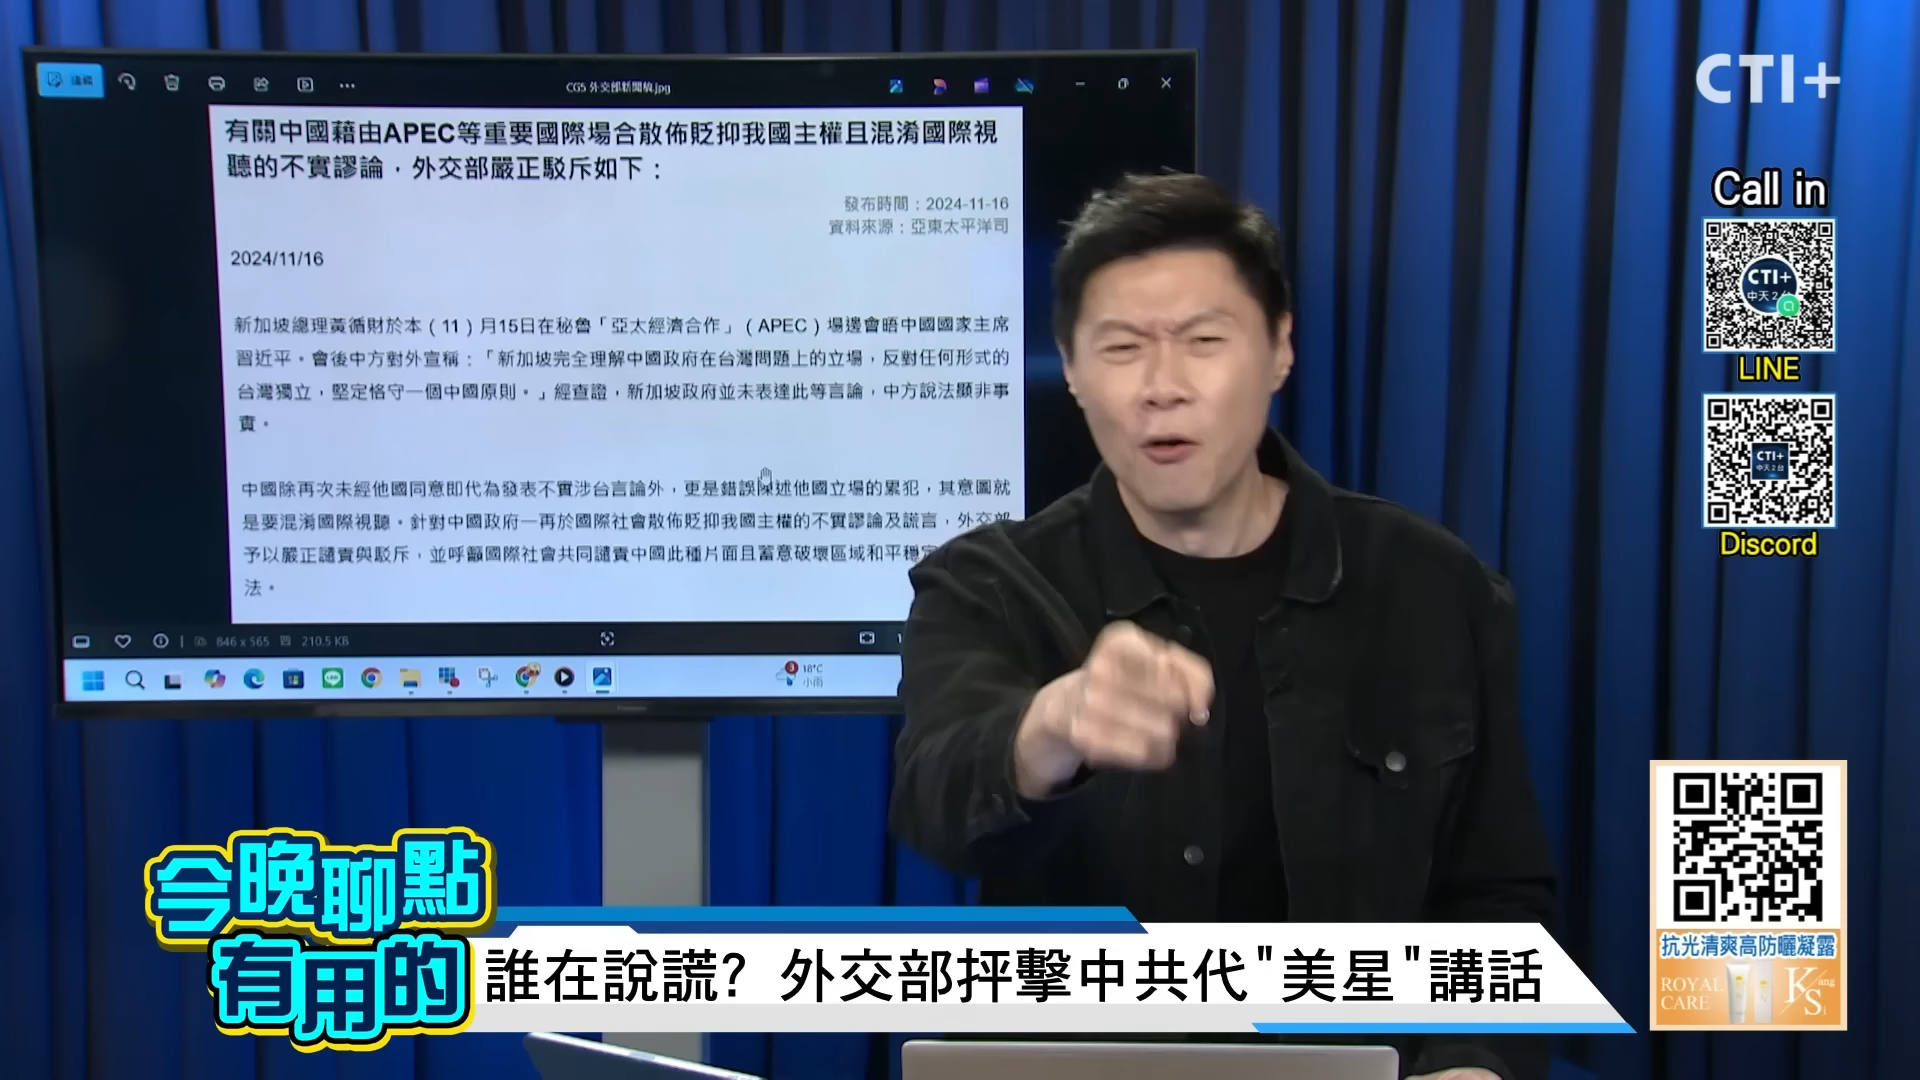 CTI+
Call in
CTI+
中天2台
LINE
CTI+
中天2台
Discord
CG5 外交部新聞稿.jpg
有關中國藉由APEC等重要國際場合散佈貶抑我國主權且混淆國際視
聽的不實謬論,外交部嚴正駁斥如下:
發布時間:2024-11-16
資料來源:亞東太平洋司
2024/11/16
新加坡總理黃循財於本(11)月15日在秘魯「亞太經濟合作」(APEC)場邊會晤中國國家主席
習近平。會後中方對外宣稱:「新加坡完全理解中國政府在台灣問題上的立場,反對任何形式的
台灣獨立,堅定恪守一個中國原則。」經查證,新加坡政府並未表達此等言論,中方說法顯非事
實。
中國除再次未經他國同意即代為發表不實涉台言論外,更是錯誤陳述他國立場的累犯,其意圖就
是要混淆國際視聽。針對中國政府一再於國際社會散佈貶抑我國主權的不實謬論及謊言,外交部
予以嚴正譴責與駁斥,並呼籲國際社會共同譴責中國此種片面且蓄意破壞區域和平穩定
法。
846 x 565
210.5 KB
3
18°C
小雨
今晚聊點
有用的
誰在說謊? 外交部抨擊中共代"美星"講話
抗光清爽高防曬凝露
ROYAL
CARE
Kang
Si